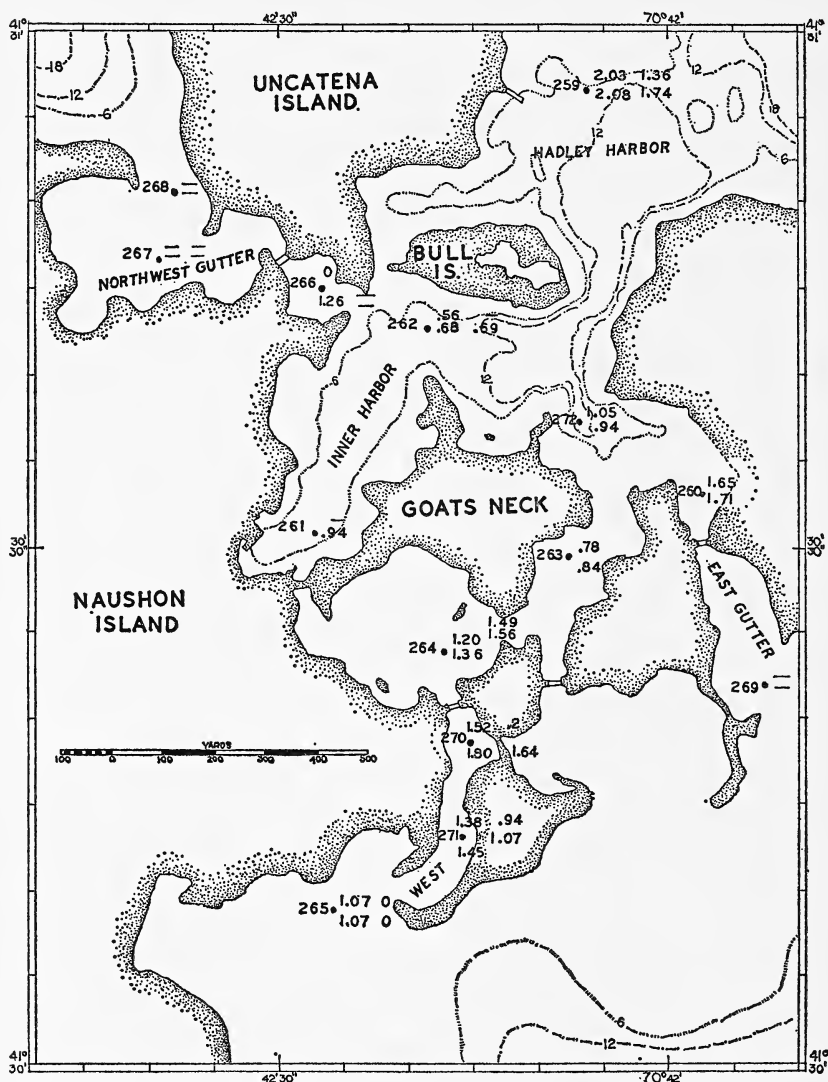 41° 42'30" 70°42' 41°
31' 31'
18
12
6
UNCATENA
ISLAND.
12
18
2.03 1.36
259
2.08 1.74
12
HADLEY HARBOR
6
268
267
NORTHWEST GUTTER
BULL
IS.
0
266
1.26
.56
262 .68 .69
6
12
INNER HARBOR
1.05
272 .94
GOATS NECK
1.65
260 1.71
261 .94
30' 30'
.78
263
.84
EAST GUTTER
NAUSHON
ISLAND
1.49
1.20 1.56
264 1.36
269
YARDS
100 0 100 200 300 400 500
1.52 .2
270
1.80 1.64
1.38 .94
271 1.07
1.45
WEST
1.07 0
265
1.07 0
6
12
41° 42'30" 70°42' 41°
30' 30'